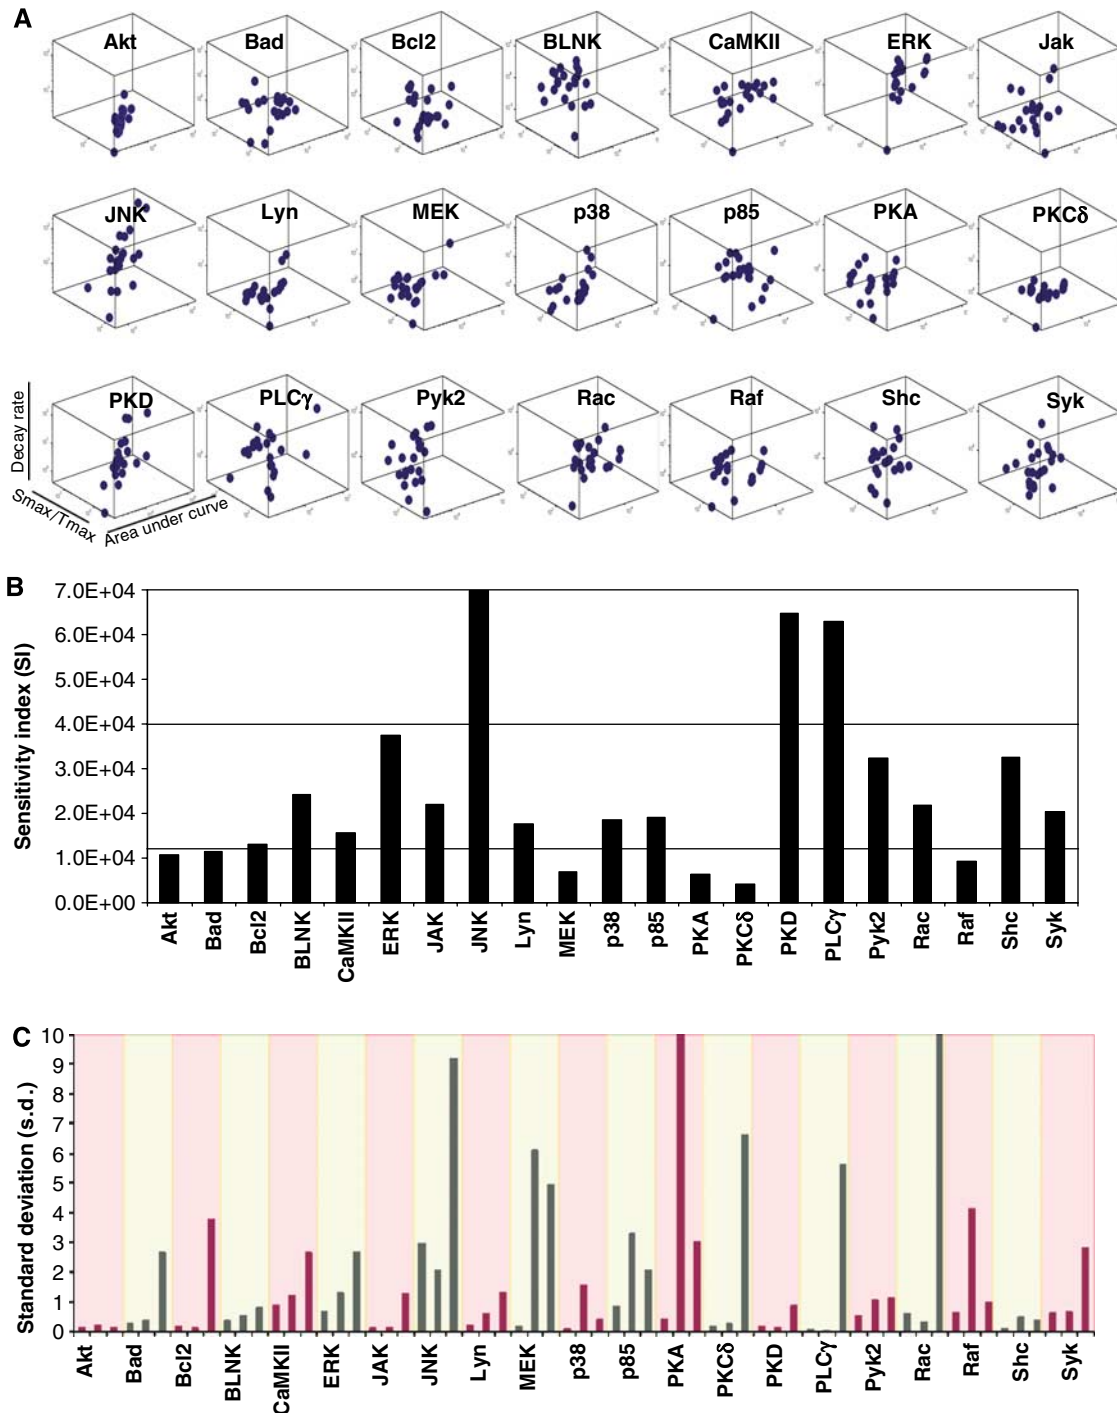 A
Akt Bad Bcl2 BLNK CaMKII ERK Jak
JNK Lyn MEK p38 p85 PKA PKCδ
PKD PLCγ Pyk2 Rac Raf Shc Syk
Decay rate
Smax/Tmax
Area under curve
B
Sensitivity index (SI)
7.0E+04
6.0E+04
5.0E+04
4.0E+04
3.0E+04
2.0E+04
1.0E+04
0.0E+00
Akt Bad Bcl2 BLNK CaMKII ERK JAK JNK Lyn MEK p38 p85 PKA PKCδ PKD PLCγ Pyk2 Rac Raf Shc Syk
C
Standard deviation (s.d.)
10
9
8
7
6
5
4
3
2
1
0
Akt Bad Bcl2 BLNK CaMKII ERK JAK JNK Lyn MEK p38 p85 PKA PKCδ PKD PLCγ Pyk2 Rac Raf Shc Syk